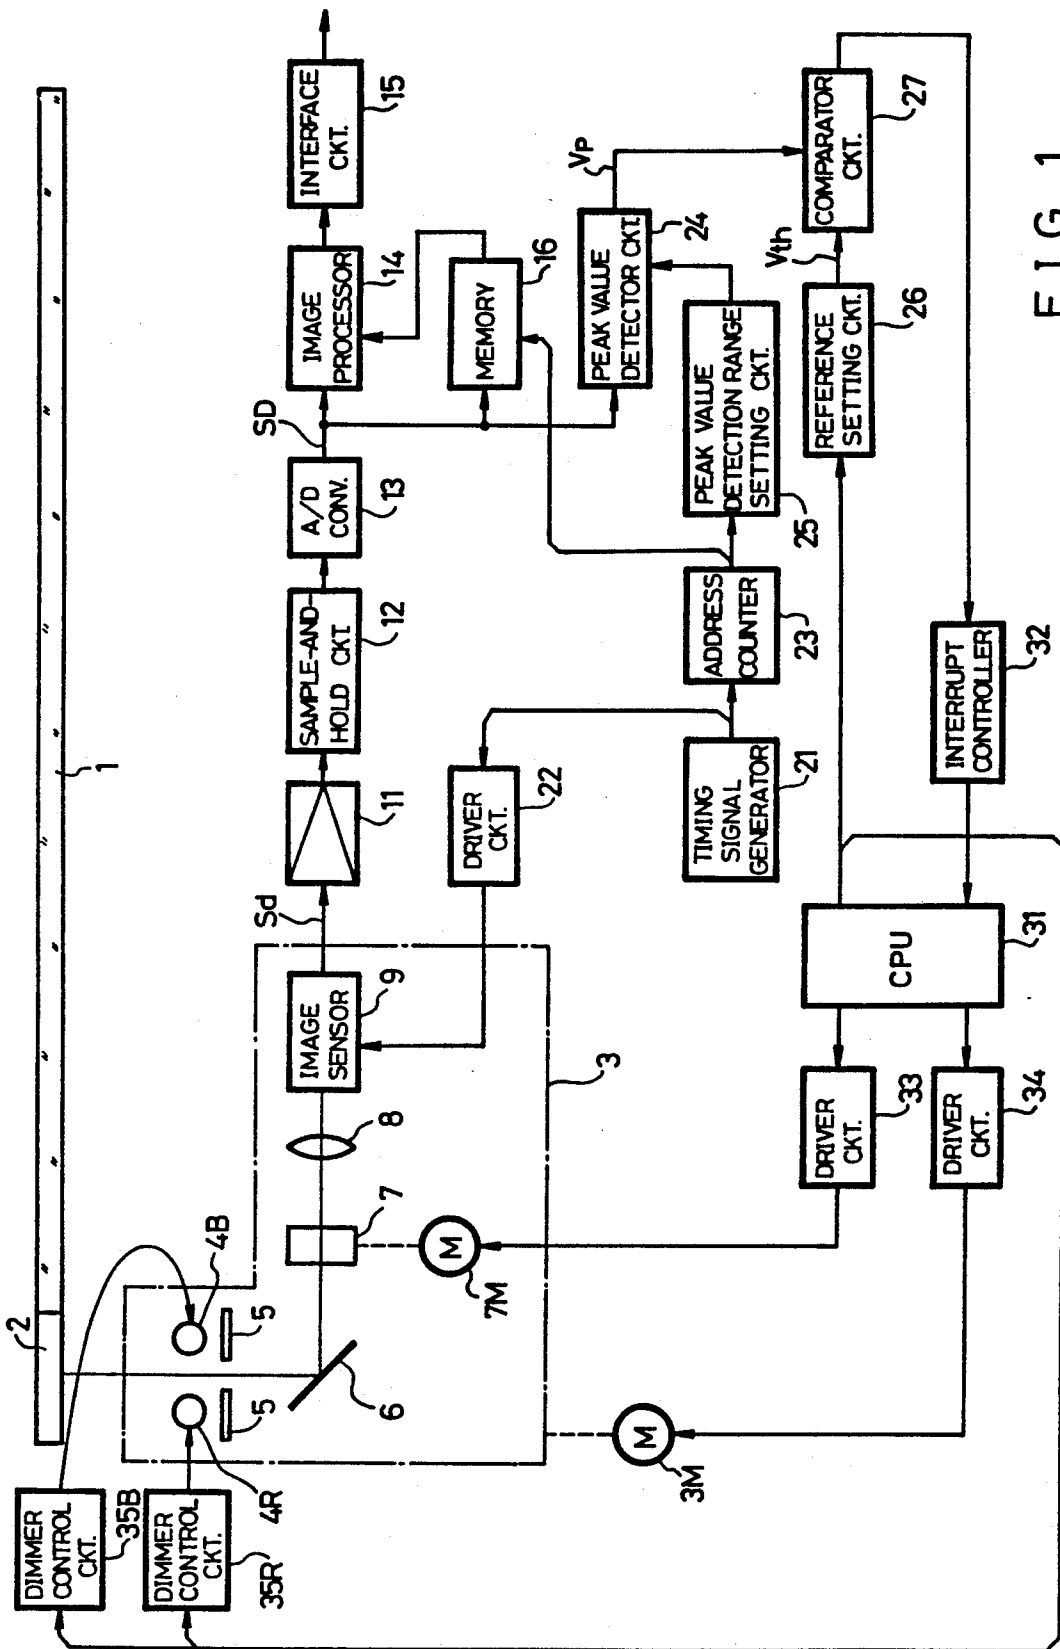 FIG. 1
1
2
INTERFACE
CKT.
15
IMAGE
PROCESSOR
14
MEMORY
16
SD
A/D
CONV.
13
SAMPLE-AND-
HOLD CKT.
12
11
Sd
IMAGE
SENSOR
9
8
7
7M
M
6
5
5
4B
4R
3
3M
M
DIMMER
CONTROL
CKT.
35B
DIMMER
CONTROL
CKT.
35R
DRIVER
CKT.
22
TIMING
SIGNAL
GENERATOR
21
ADDRESS
COUNTER
23
PEAK VALUE
DETECTION RANGE
SETTING CKT.
25
PEAK VALUE
DETECTOR CKT.
24
VP
COMPARATOR
CKT.
27
Vth
REFERENCE
SETTING CKT.
26
INTERRUPT
CONTROLLER
32
CPU
31
DRIVER
CKT.
33
DRIVER
CKT.
34